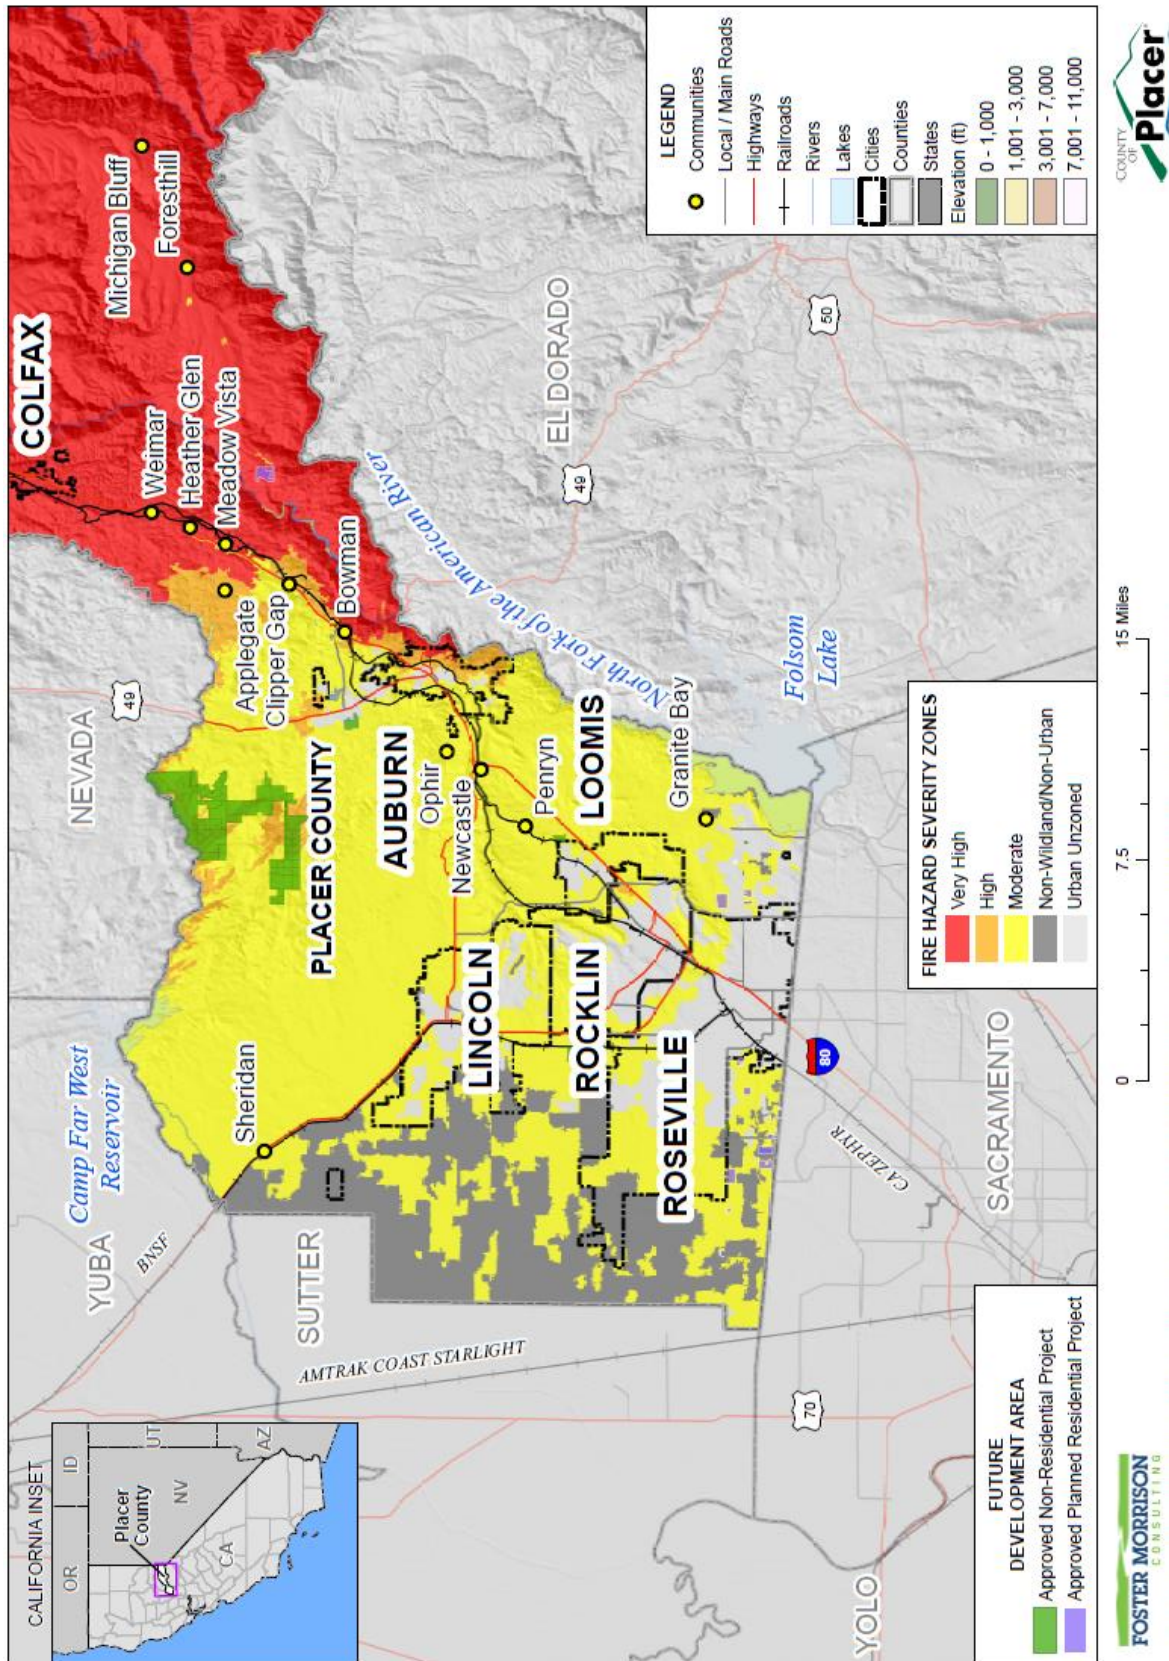 CALIFORNIA INSET
OR
ID
NV
UT
CA
AZ
Placer
County
YUBA
Camp Far West
Reservoir
NEVADA
49
COLFAX
BNSF
Sheridan
Weimar
Heather Glen
Meadow Vista
Michigan Bluff
Foresthill
Applegate
Clipper Gap
Bowman
SUTTER
PLACER COUNTY
AUBURN
Ophir
Newcastle
Penryn
LINCOLN
LOOMIS
North Fork of the American River
EL DORADO
49
AMTRAK COAST STARLIGHT
ROCKLIN
ROSEVILLE
Granite Bay
Folsom
Lake
50
70
80
CA ZEPHYR
YOLO
SACRAMENTO
FUTURE
DEVELOPMENT AREA
Approved Non-Residential Project
Approved Planned Residential Project
FIRE HAZARD SEVERITY ZONES
Very High
High
Moderate
Non-Wildland/Non-Urban
Urban Unzoned
LEGEND
Communities
Local / Main Roads
Highways
Railroads
Rivers
Lakes
Cities
Counties
States
Elevation (ft)
0 - 1,000
1,001 - 3,000
3,001 - 7,000
7,001 - 11,000
FOSTER MORRISON
CONSULTING
0
7.5
15 Miles
COUNTY
OF
Placer